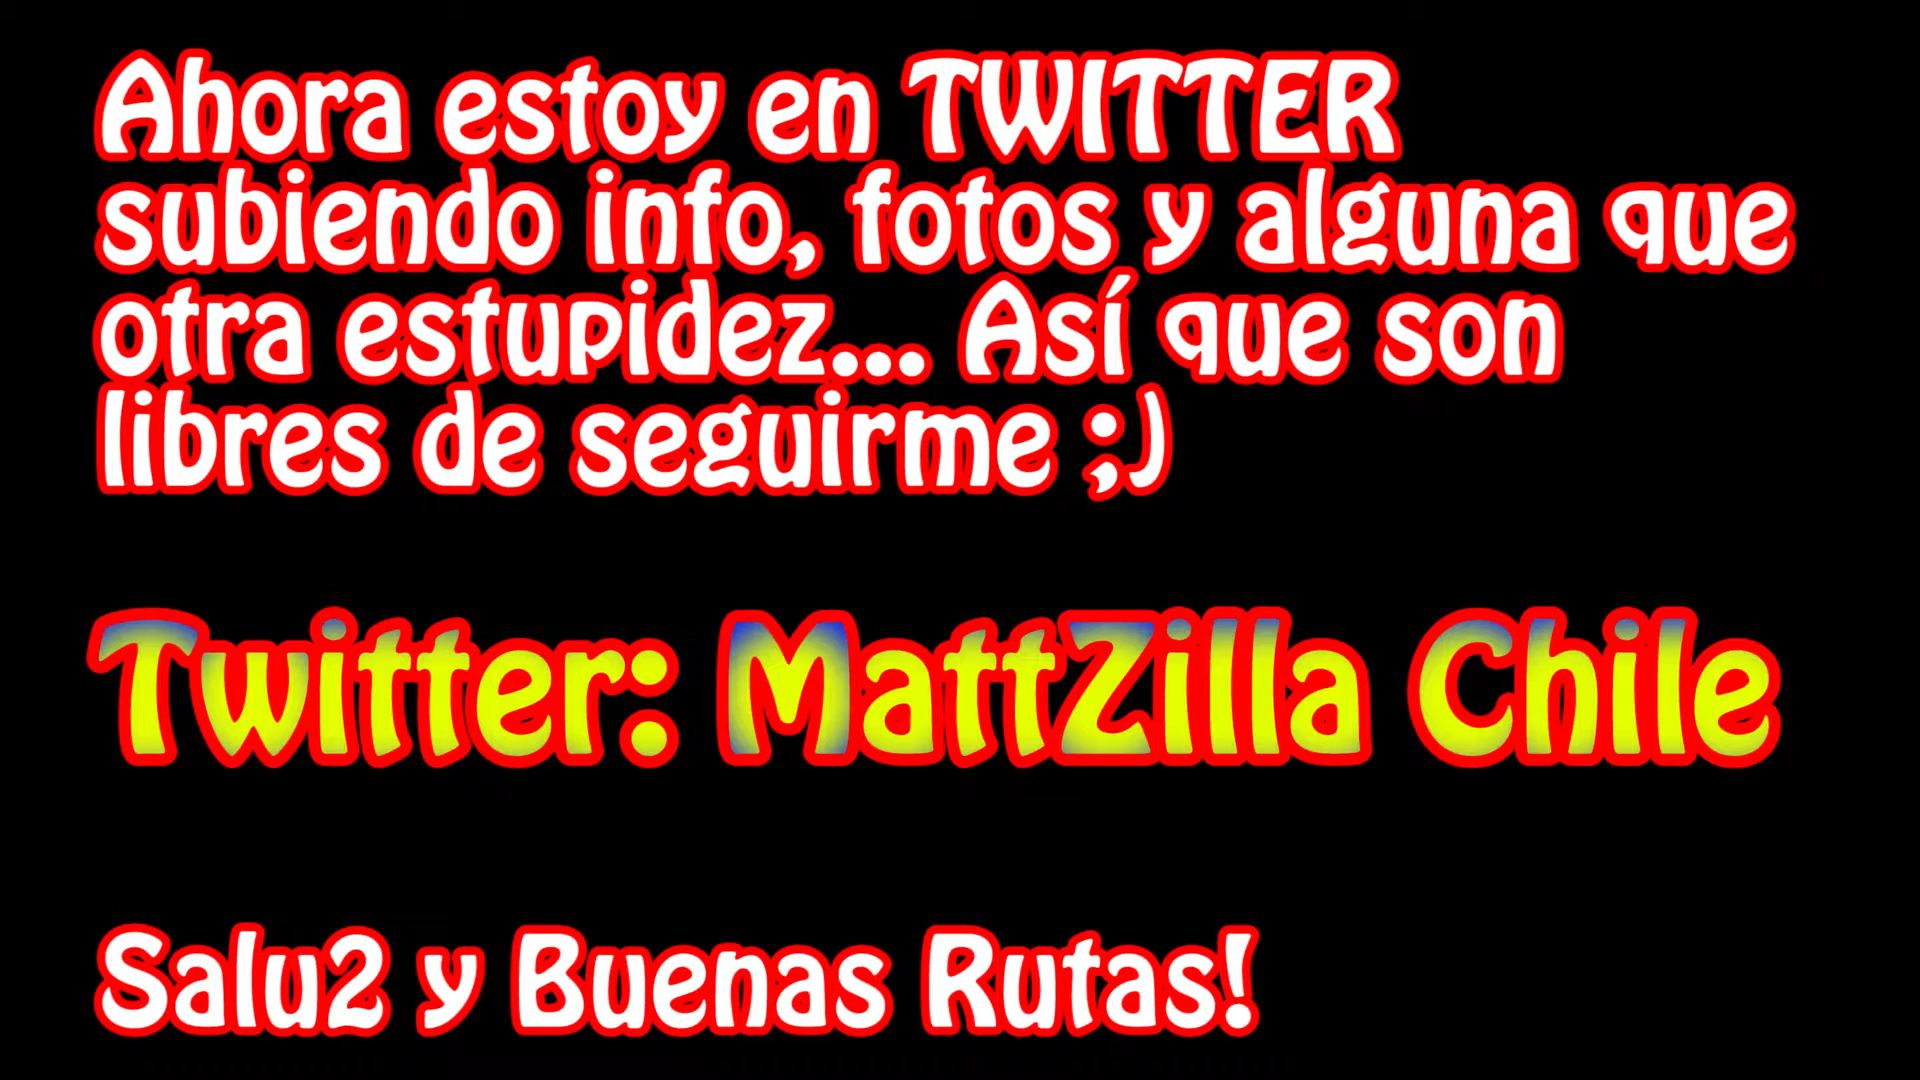 Ahora estoy en TWITTER
subiendo info, fotos y alguna que
otra estupidez... Así que son
libres de seguirme ;)
Twitter: MattZilla Chile
Salu2 y Buenas Rutas!